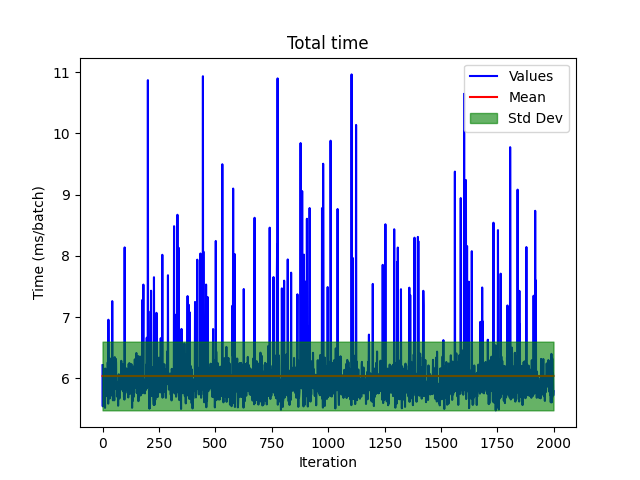 Total time
Time (ms/batch)
11
10
9
8
7
6
Values
Mean
Std Dev
0
250
500
750
1000
1250
1500
1750
2000
Iteration